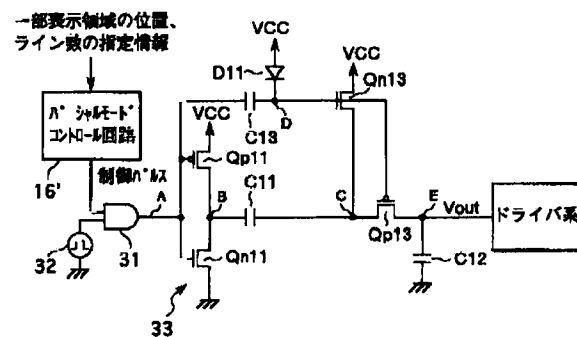 一部表示領域の位置、
ライン数の指定情報
パーシャルモード
コントロール回路
16'
制御パルス
VCC
D11
D
VCC
Qn13
C13
VCC
Qp11
A
B
C11
C
E
Vout
ドライバ系
Qp13
C12
31
32
Qn11
33